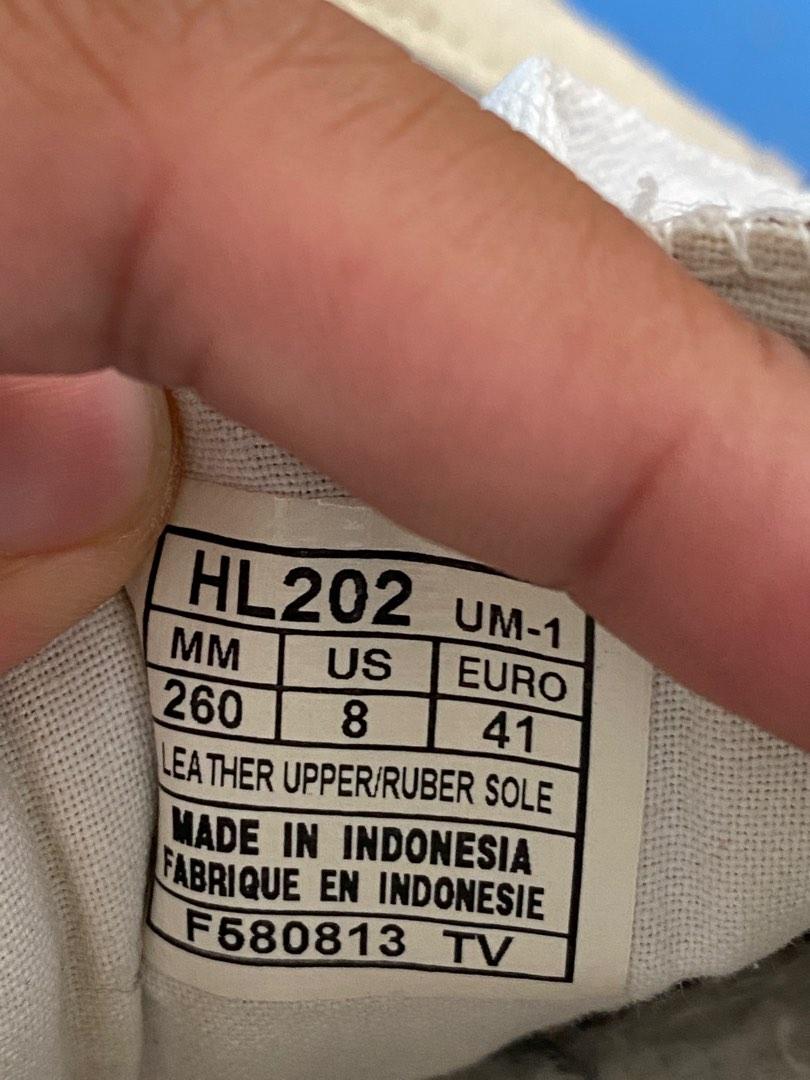 HL202 UM-1
MM US EURO
260 8 41
LEATHER UPPER/RUBER SOLE
MADE IN INDONESIA
FABRIQUE EN INDONESIE
F580813 TV